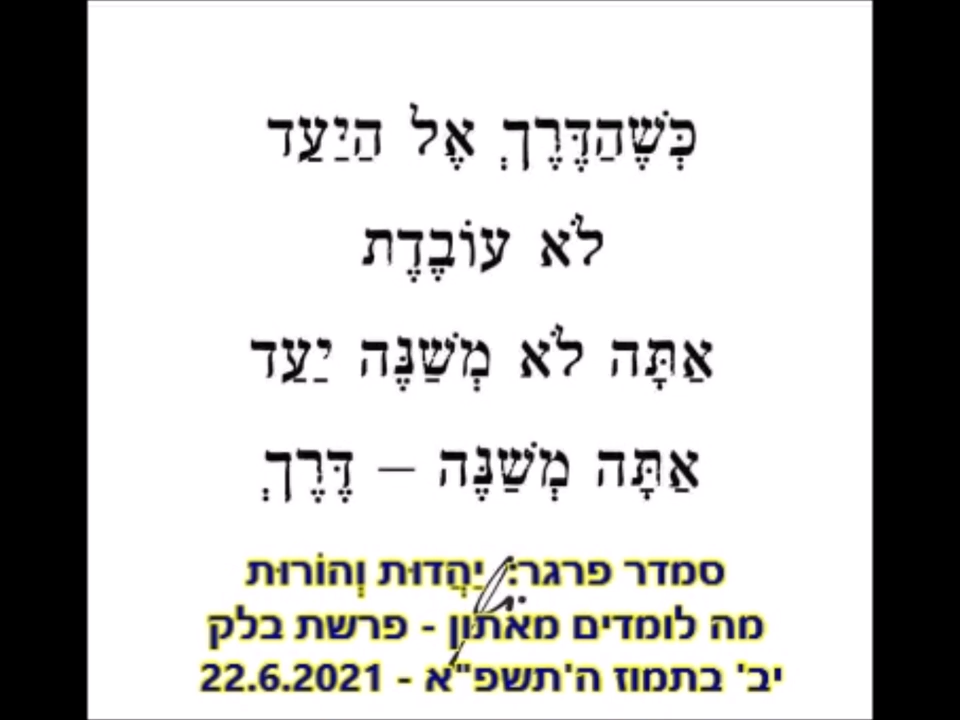 כְּשֶׁהַדֶּרֶךְ אֶל הַיַּעַד
לֹא עוֹבֶדֶת
אַתָּה לֹא מְשַׁנֶּה יַעַד
אַתָּה מְשַׁנֶּה – דֶּרֶךְ
סמדר פרגר: יַהֲדוּת וְהוֹרוּת
מה לומדים מאתון - פרשת בלק
יב' בתמוז ה'תשפ"א - 22.6.2021